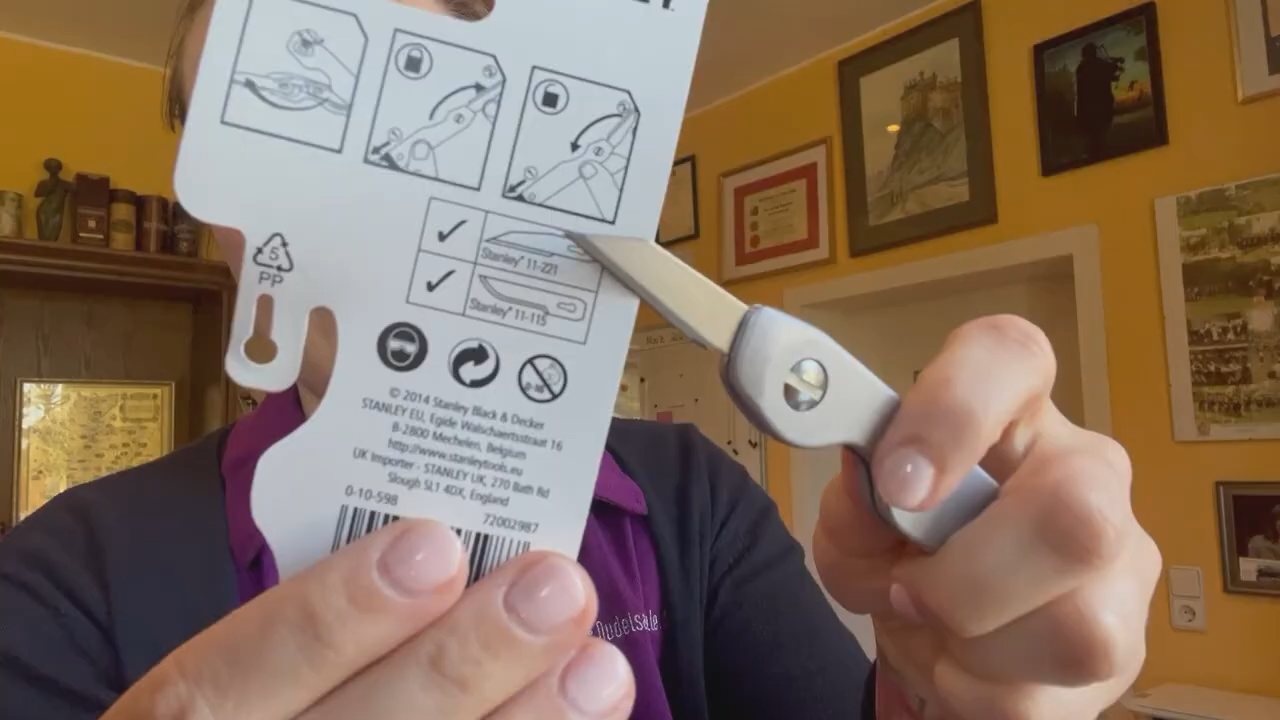 5
PP
Stanley® 11-221
Stanley® 11-115
© 2014 Stanley Black & Decker
STANLEY EU, Egide Walschaertsstraat 16
B-2800 Mechelen, Belgium
http://www.stanleytools.eu
UK Importer - STANLEY UK, 270 Bath Rd
Slough SL1 4DX, England
0-10-598
72002987